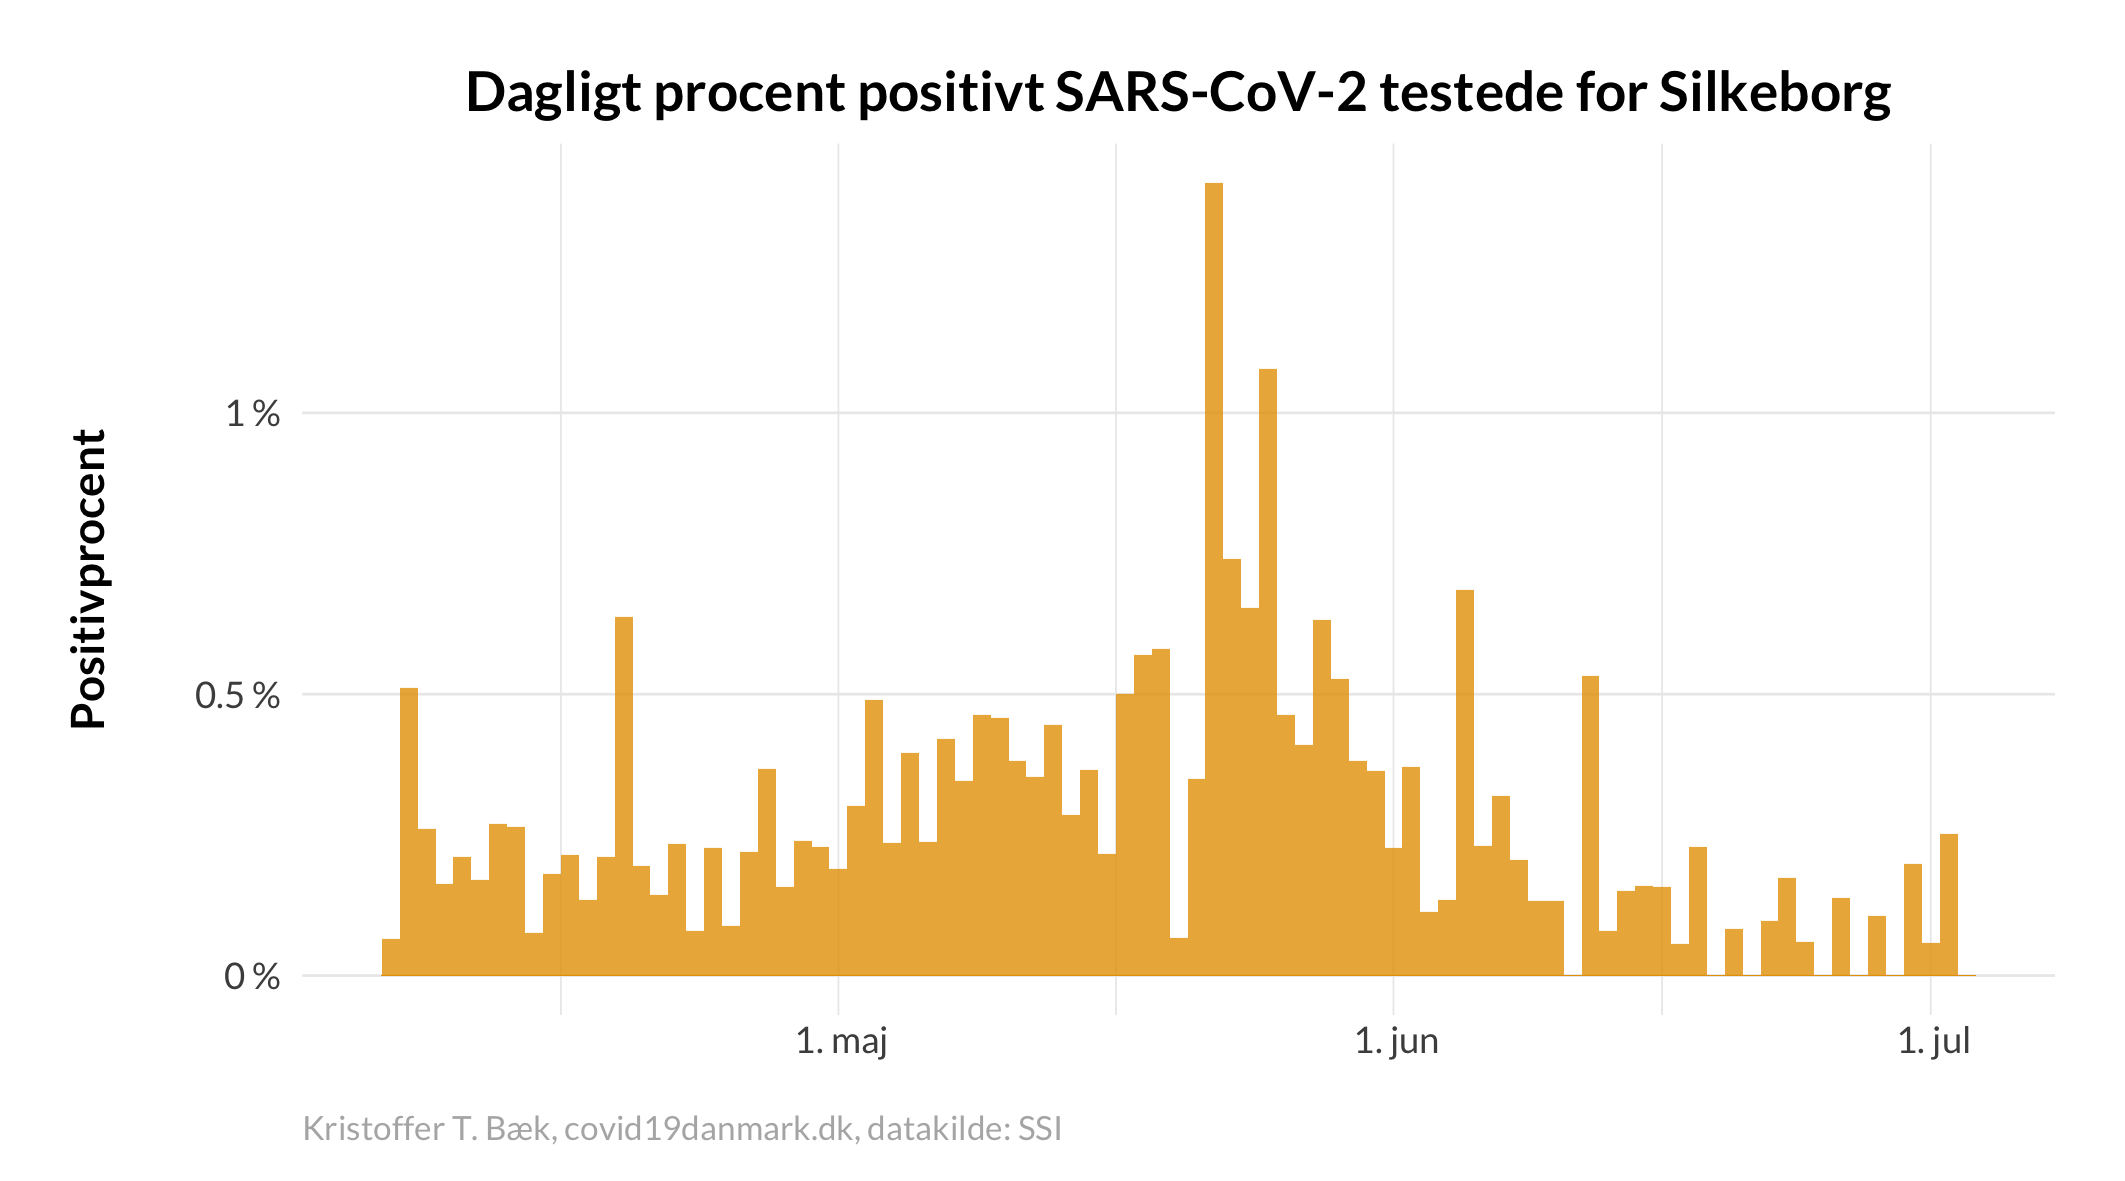 Dagligt procent positivt SARS-CoV-2 testede for Silkeborg
Positivprocent
1 %
0.5 %
0 %
1. maj
1. jun
1. jul
Kristoffer T. Bæk, covid19danmark.dk, datakilde: SSI